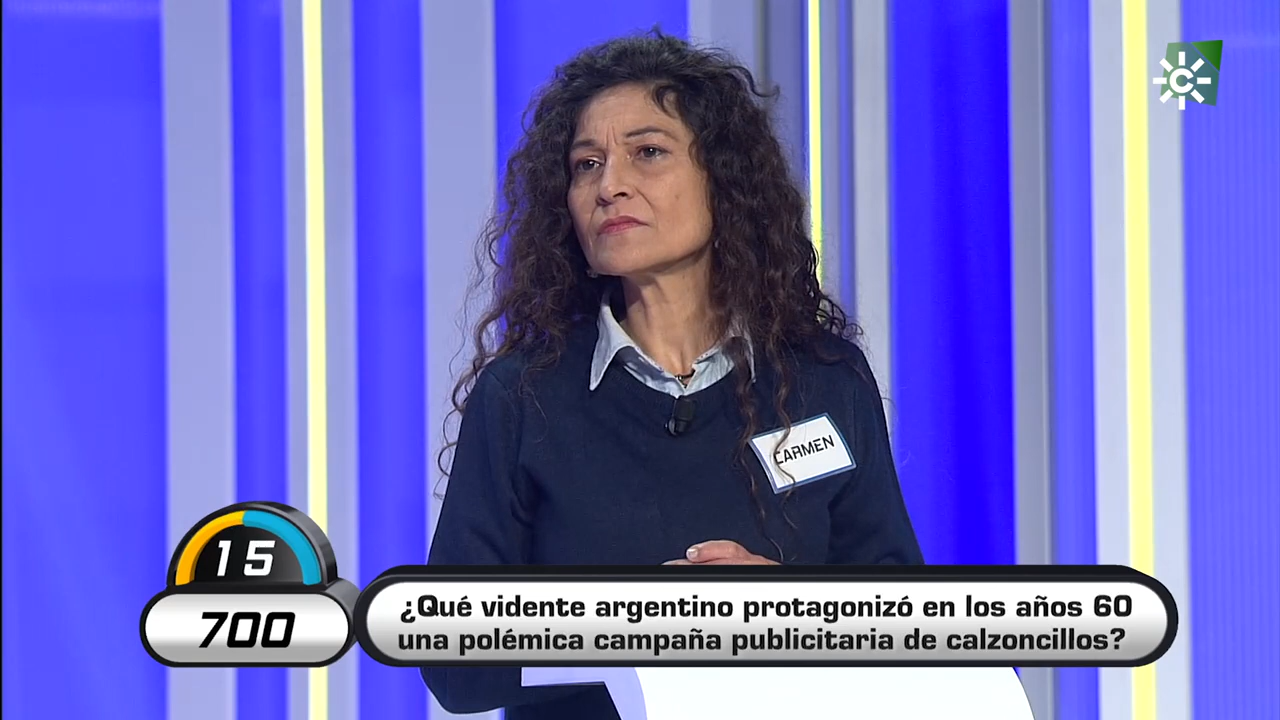 CARMEN
15
700
¿Qué vidente argentino protagonizó en los años 60
una polémica campaña publicitaria de calzoncillos?